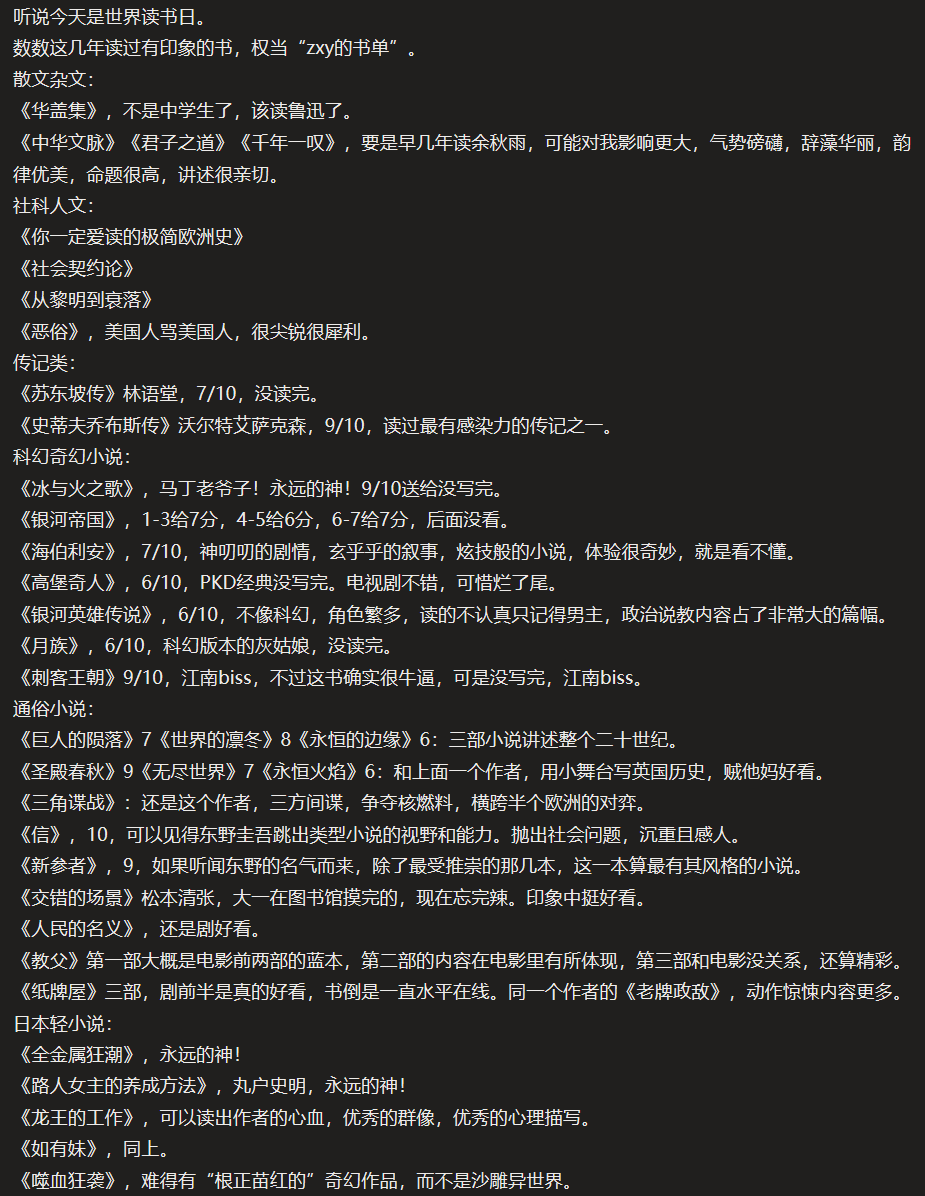 听说今天是世界读书日。
数数这几年读过有印象的书，权当“zxy的书单”。
散文杂文：
《华盖集》，不是中学生了，该读鲁迅了。
《中华文脉》《君子之道》《千年一叹》，要是早几年读余秋雨，可能对我影响更大，气势磅礴，辞藻华丽，韵
律优美，命题很高，讲述很亲切。
社科人文：
《你一定爱读的极简欧洲史》
《社会契约论》
《从黎明到衰落》
《恶俗》，美国人骂美国人，很尖锐很犀利。
传记类：
《苏东坡传》林语堂，7/10，没读完。
《史蒂夫乔布斯传》沃尔特艾萨克森，9/10，读过最有感染力的传记之一。
科幻奇幻小说：
《冰与火之歌》，马丁老爷子！永远的神！9/10送给没写完。
《银河帝国》，1-3给7分，4-5给6分，6-7给7分，后面没看。
《海伯利安》，7/10，神叨叨的剧情，玄乎乎的叙事，炫技般的小说，体验很奇妙，就是看不懂。
《高堡奇人》，6/10，PKD经典没写完。电视剧不错，可惜烂了尾。
《银河英雄传说》，6/10，不像科幻，角色繁多，读的不认真只记得男主，政治说教内容占了非常大的篇幅。
《月族》，6/10，科幻版本的灰姑娘，没读完。
《刺客王朝》9/10，江南biss，不过这书确实很牛逼，可是没写完，江南biss。
通俗小说：
《巨人的陨落》7《世界的凛冬》8《永恒的边缘》6：三部小说讲述整个二十世纪。
《圣殿春秋》9《无尽世界》7《永恒火焰》6：和上面一个作者，用小舞台写英国历史，贼他妈好看。
《三角谍战》：还是这个作者，三方间谍，争夺核燃料，横跨半个欧洲的对弈。
《信》，10，可以见得东野圭吾跳出类型小说的视野和能力。抛出社会问题，沉重且感人。
《新参者》，9，如果听闻东野的名气而来，除了最受推崇的那几本，这一本算最有其风格的小说。
《交错的场景》松本清张，大一在图书馆摸完的，现在忘完辣。印象中挺好看。
《人民的名义》，还是剧好看。
《教父》第一部大概是电影前两部的蓝本，第二部的内容在电影里有所体现，第三部和电影没关系，还算精彩。
《纸牌屋》三部，剧前半是真的好看，书倒是一直水平在线。同一个作者的《老牌政敌》，动作惊悚内容更多。
日本轻小说：
《全金属狂潮》，永远的神！
《路人女主的养成方法》，丸户史明，永远的神！
《龙王的工作》，可以读出作者的心血，优秀的群像，优秀的心理描写。
《如有妹》，同上。
《噬血狂袭》，难得有“根正苗红的”奇幻作品，而不是沙雕异世界。